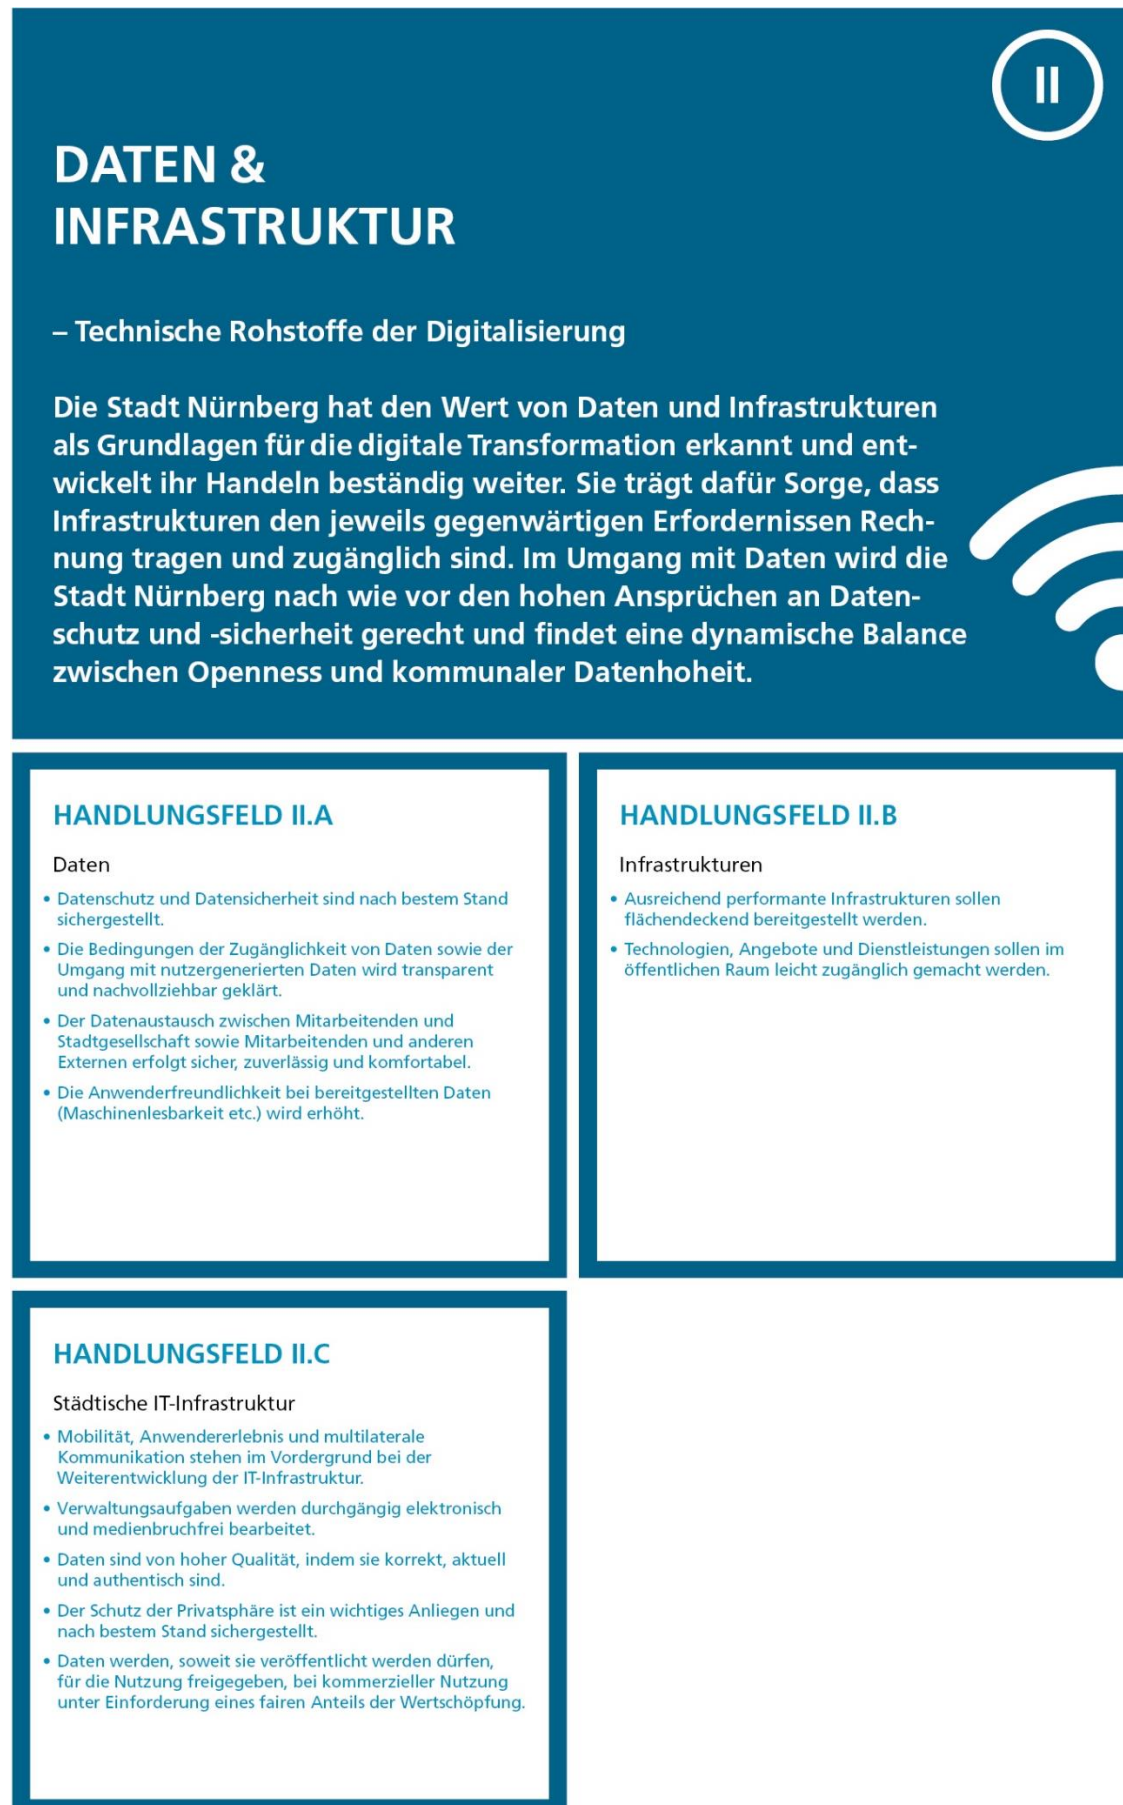 II
DATEN &
INFRASTRUKTUR
– Technische Rohstoffe der Digitalisierung
Die Stadt Nürnberg hat den Wert von Daten und Infrastrukturen
als Grundlagen für die digitale Transformation erkannt und ent-
wickelt ihr Handeln beständig weiter. Sie trägt dafür Sorge, dass
Infrastrukturen den jeweils gegenwärtigen Erfordernissen Rech-
nung tragen und zugänglich sind. Im Umgang mit Daten wird die
Stadt Nürnberg nach wie vor den hohen Ansprüchen an Daten-
schutz und -sicherheit gerecht und findet eine dynamische Balance
zwischen Openness und kommunaler Datenhoheit.
HANDLUNGSFELD II.A
Daten
• Datenschutz und Datensicherheit sind nach bestem Stand
sichergestellt.
• Die Bedingungen der Zugänglichkeit von Daten sowie der
Umgang mit nutzergenerierten Daten wird transparent
und nachvollziehbar geklärt.
• Der Datenaustausch zwischen Mitarbeitenden und
Stadtgesellschaft sowie Mitarbeitenden und anderen
Externen erfolgt sicher, zuverlässig und komfortabel.
• Die Anwenderfreundlichkeit bei bereitgestellten Daten
(Maschinenlesbarkeit etc.) wird erhöht.
HANDLUNGSFELD II.B
Infrastrukturen
• Ausreichend performante Infrastrukturen sollen
flächendeckend bereitgestellt werden.
• Technologien, Angebote und Dienstleistungen sollen im
öffentlichen Raum leicht zugänglich gemacht werden.
HANDLUNGSFELD II.C
Städtische IT-Infrastruktur
• Mobilität, Anwendererlebnis und multilaterale
Kommunikation stehen im Vordergrund bei der
Weiterentwicklung der IT-Infrastruktur.
• Verwaltungsaufgaben werden durchgängig elektronisch
und medienbruchfrei bearbeitet.
• Daten sind von hoher Qualität, indem sie korrekt, aktuell
und authentisch sind.
• Der Schutz der Privatsphäre ist ein wichtiges Anliegen und
nach bestem Stand sichergestellt.
• Daten werden, soweit sie veröffentlicht werden dürfen,
für die Nutzung freigegeben, bei kommerzieller Nutzung
unter Einforderung eines fairen Anteils der Wertschöpfung.